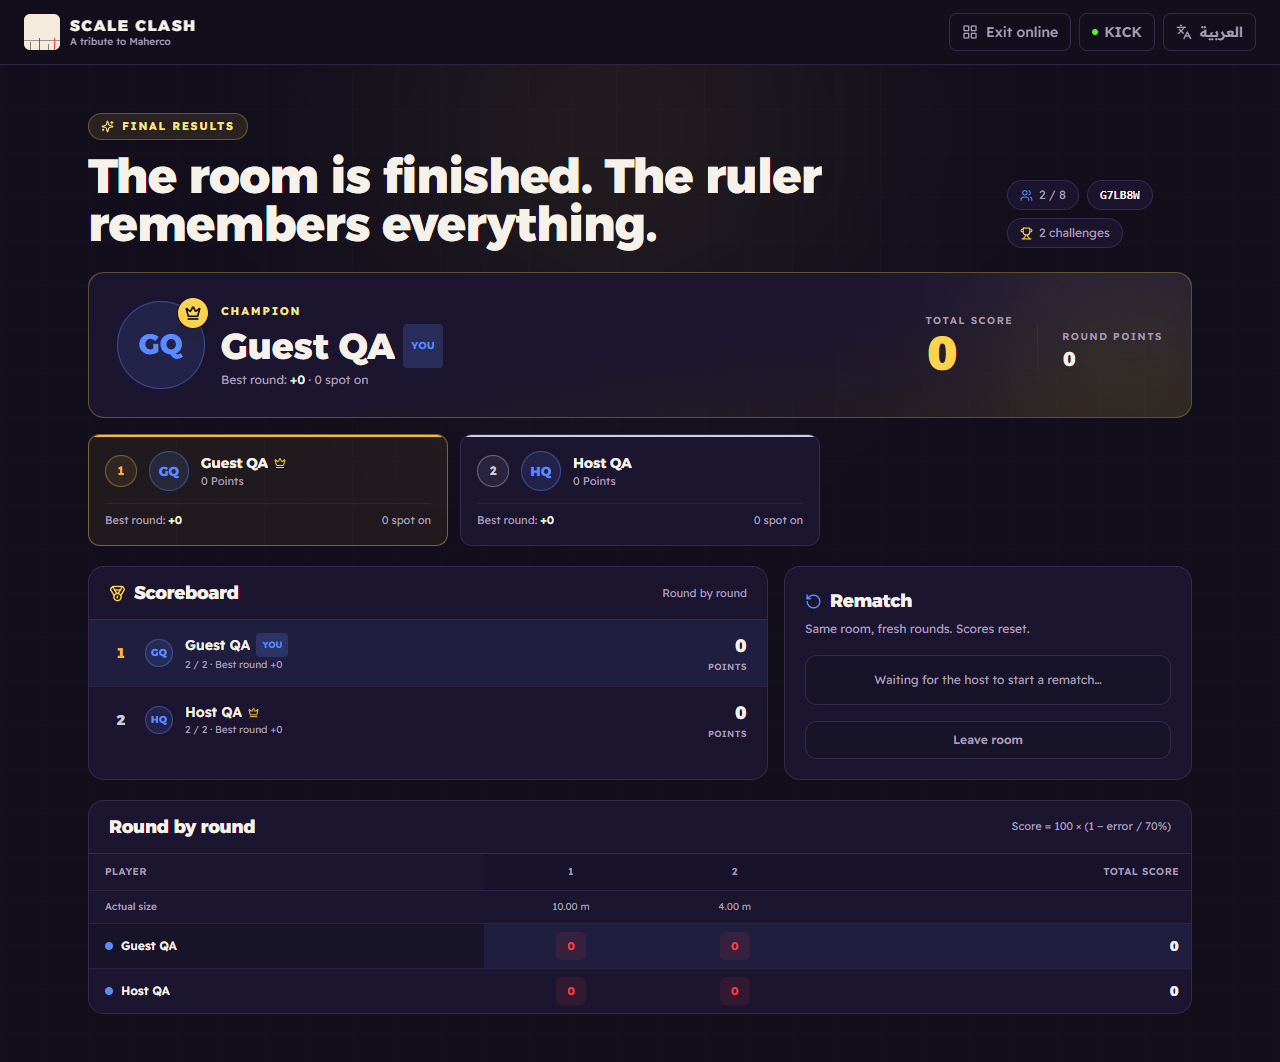 SCALE CLASH
A tribute to Maherco
Exit online
KICK
العربية
FINAL RESULTS
The room is finished. The ruler
remembers everything.
2 / 8
G7LB8W
2 challenges
GQ
CHAMPION
Guest QA YOU
Best round: +0 · 0 spot on
TOTAL SCORE
0
ROUND POINTS
0
1
GQ
Guest QA
0 Points
Best round: +0
0 spot on
2
HQ
Host QA
0 Points
Best round: +0
0 spot on
Scoreboard
Round by round
1
GQ
Guest QA YOU
2 / 2 · Best round +0
0
POINTS
2
HQ
Host QA
2 / 2 · Best round +0
0
POINTS
Rematch
Same room, fresh rounds. Scores reset.
Waiting for the host to start a rematch…
Leave room
Round by round
Score = 100 × (1 − error / 70%)
PLAYER 1 2 TOTAL SCORE
Actual size 10.00 m 4.00 m
Guest QA 0 0 0
Host QA 0 0 0